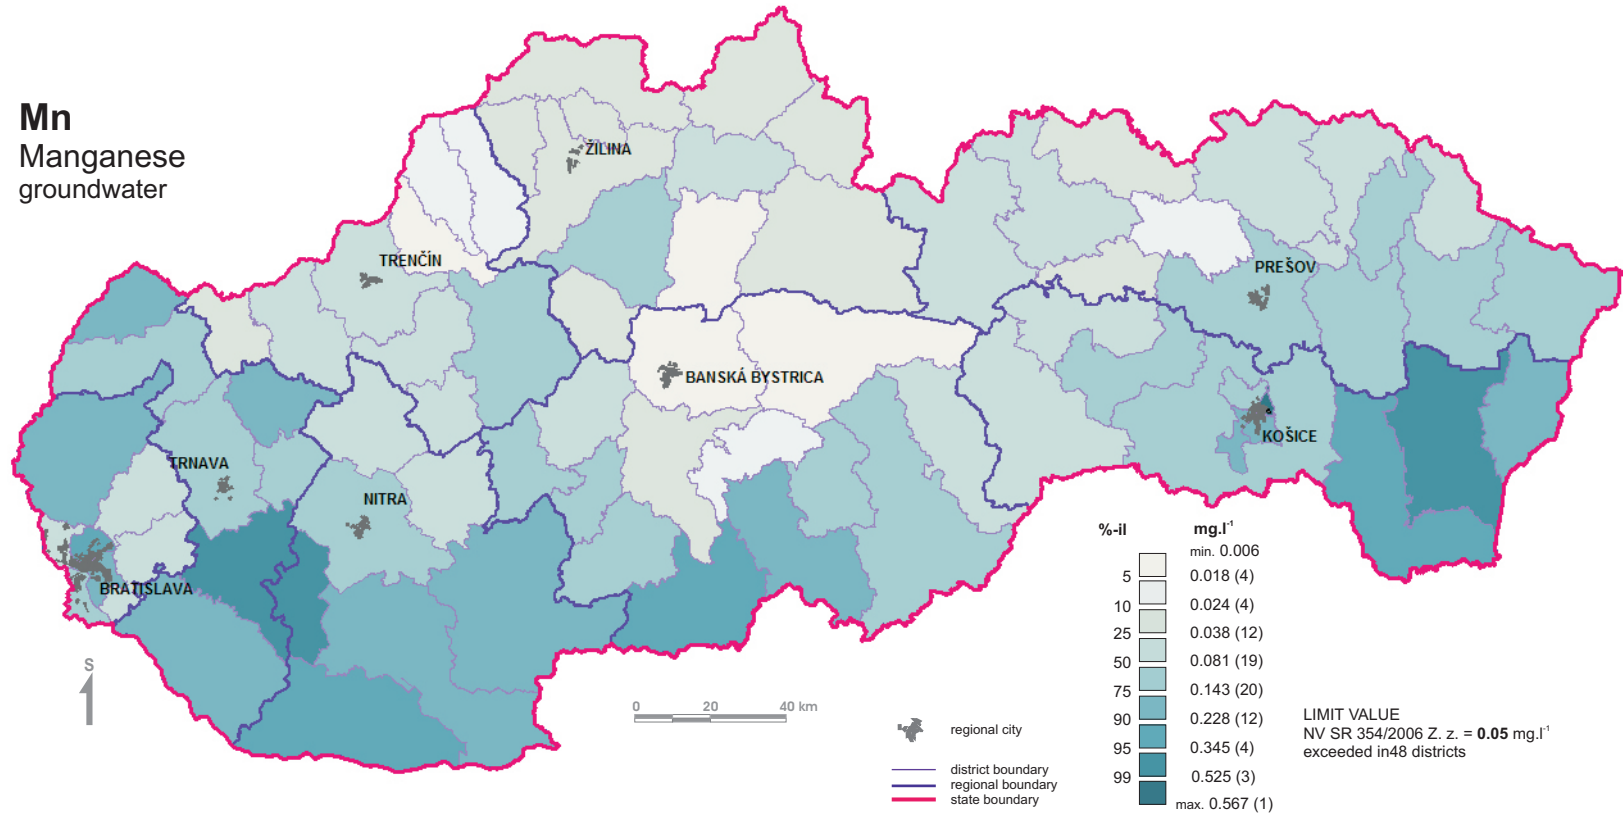 Mn
Manganese
groundwater
ŽILINA
TRENČÍN
PREŠOV
BANSKÁ BYSTRICA
KOŠICE
TRNAVA
NITRA
BRATISLAVA
S
0 20 40 km
regional city
district boundary
regional boundary
state boundary
%-il mg.l⁻¹
min. 0.006
5 0.018 (4)
10 0.024 (4)
25 0.038 (12)
50 0.081 (19)
75 0.143 (20)
90 0.228 (12)
95 0.345 (4)
99 0.525 (3)
max. 0.567 (1)
LIMIT VALUE
NV SR 354/2006 Z. z. = 0.05 mg.l⁻¹
exceeded in48 districts